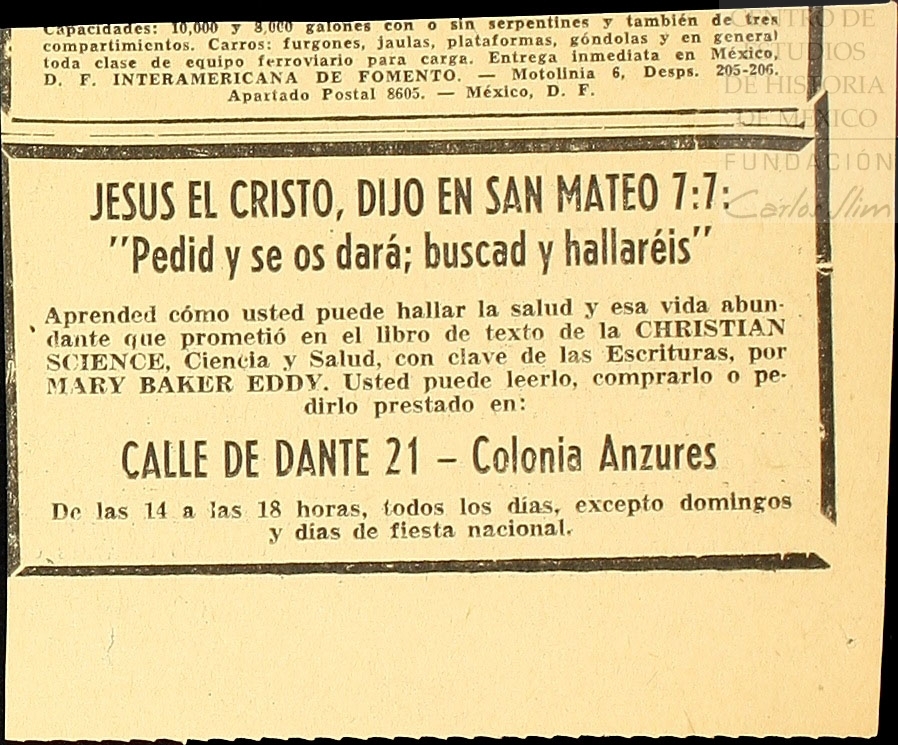 Capacidades: 10,000 y 8,000 galones con o sin serpentines y también de tres
compartimientos. Carros: furgones, jaulas, plataformas, góndolas y en general
toda clase de equipo ferroviario para carga. Entrega inmediata en México,
D. F. INTERAMERICANA DE FOMENTO. — Motolinia 6, Desps. 205-206.
Apartado Postal 8605. — México, D. F.
CENTRO DE
ESTUDIOS
DE HISTORIA
DE MÉXICO
FUNDACIÓN
Carlos Slim
JESUS EL CRISTO, DIJO EN SAN MATEO 7:7:
"Pedid y se os dará; buscad y hallaréis"
Aprended cómo usted puede hallar la salud y esa vida abun-
dante que prometió en el libro de texto de la CHRISTIAN
SCIENCE, Ciencia y Salud, con clave de las Escrituras, por
MARY BAKER EDDY. Usted puede leerlo, comprarlo o pe-
dirlo prestado en:
CALLE DE DANTE 21 – Colonia Anzures
De las 14 a las 18 horas, todos los días, excepto domingos
y días de fiesta nacional.